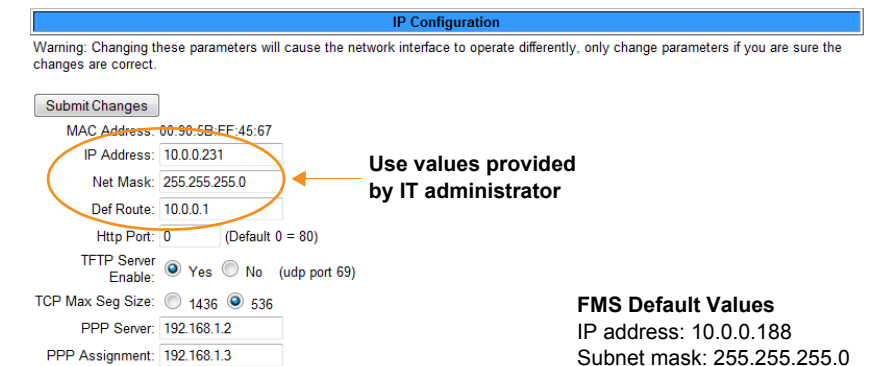 IP Configuration
Warning: Changing these parameters will cause the network interface to operate differently, only change parameters if you are sure the
changes are correct.
Submit Changes
MAC Address: 00:90:5B:FF:45:67
IP Address: 10.0.0.231
Net Mask: 255.255.255.0
Def Route: 10.0.0.1
Use values provided
by IT administrator
Http Port: 0 (Default 0 = 80)
TFTP Server
Enable: Yes No (udp port 69)
TCP Max Seg Size: 1436 536
PPP Server: 192.168.1.2
PPP Assignment: 192.168.1.3
FMS Default Values
IP address: 10.0.0.188
Subnet mask: 255.255.255.0